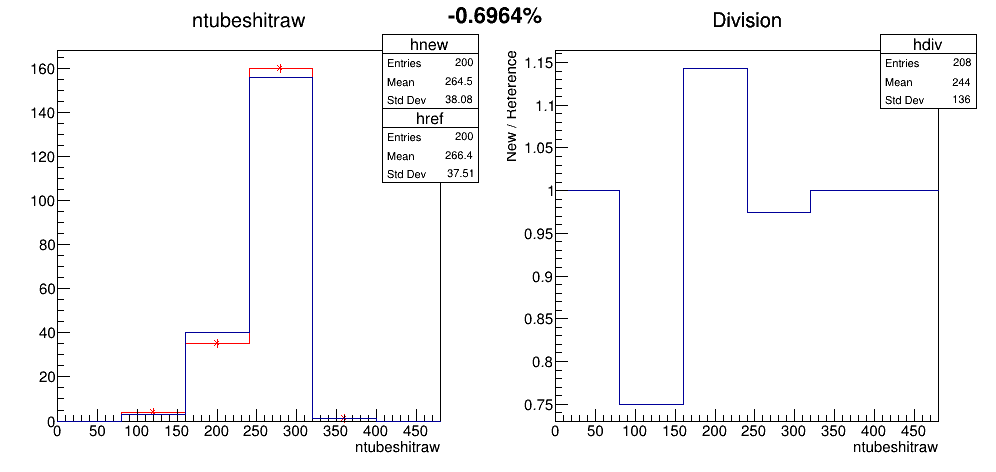 -0.6964%
ntubeshitraw
hnew
Entries 200
Mean 264.5
Std Dev 38.08
href
Entries 200
Mean 266.4
Std Dev 37.51
160
140
120
100
80
60
40
20
0
0 50 100 150 200 250 300 350 400 450
ntubeshitraw
Division
hdiv
Entries 208
Mean 244
Std Dev 136
New / Reference
1.15
1.1
1.05
1
0.95
0.9
0.85
0.8
0.75
0 50 100 150 200 250 300 350 400 450
ntubeshitraw